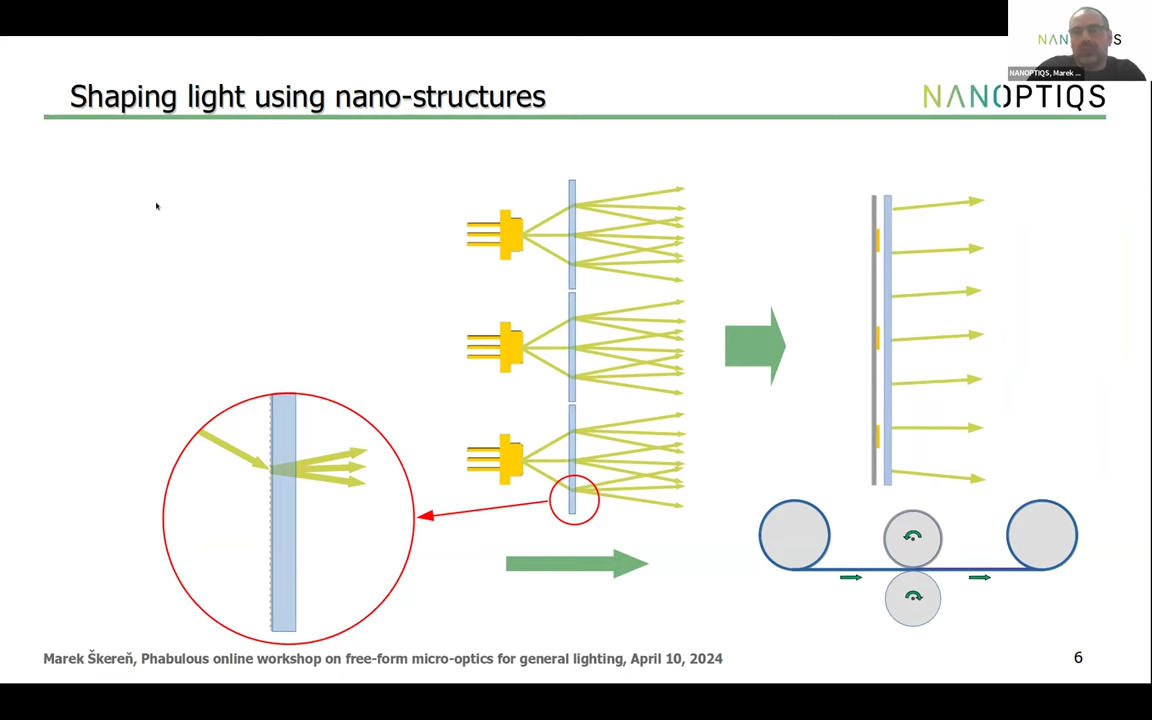 Shaping light using nano-structures
NANOPTIQS
NANOPTIQS, Marek ...
Marek Škereň, Phabulous online workshop on free-form micro-optics for general lighting, April 10, 2024
6